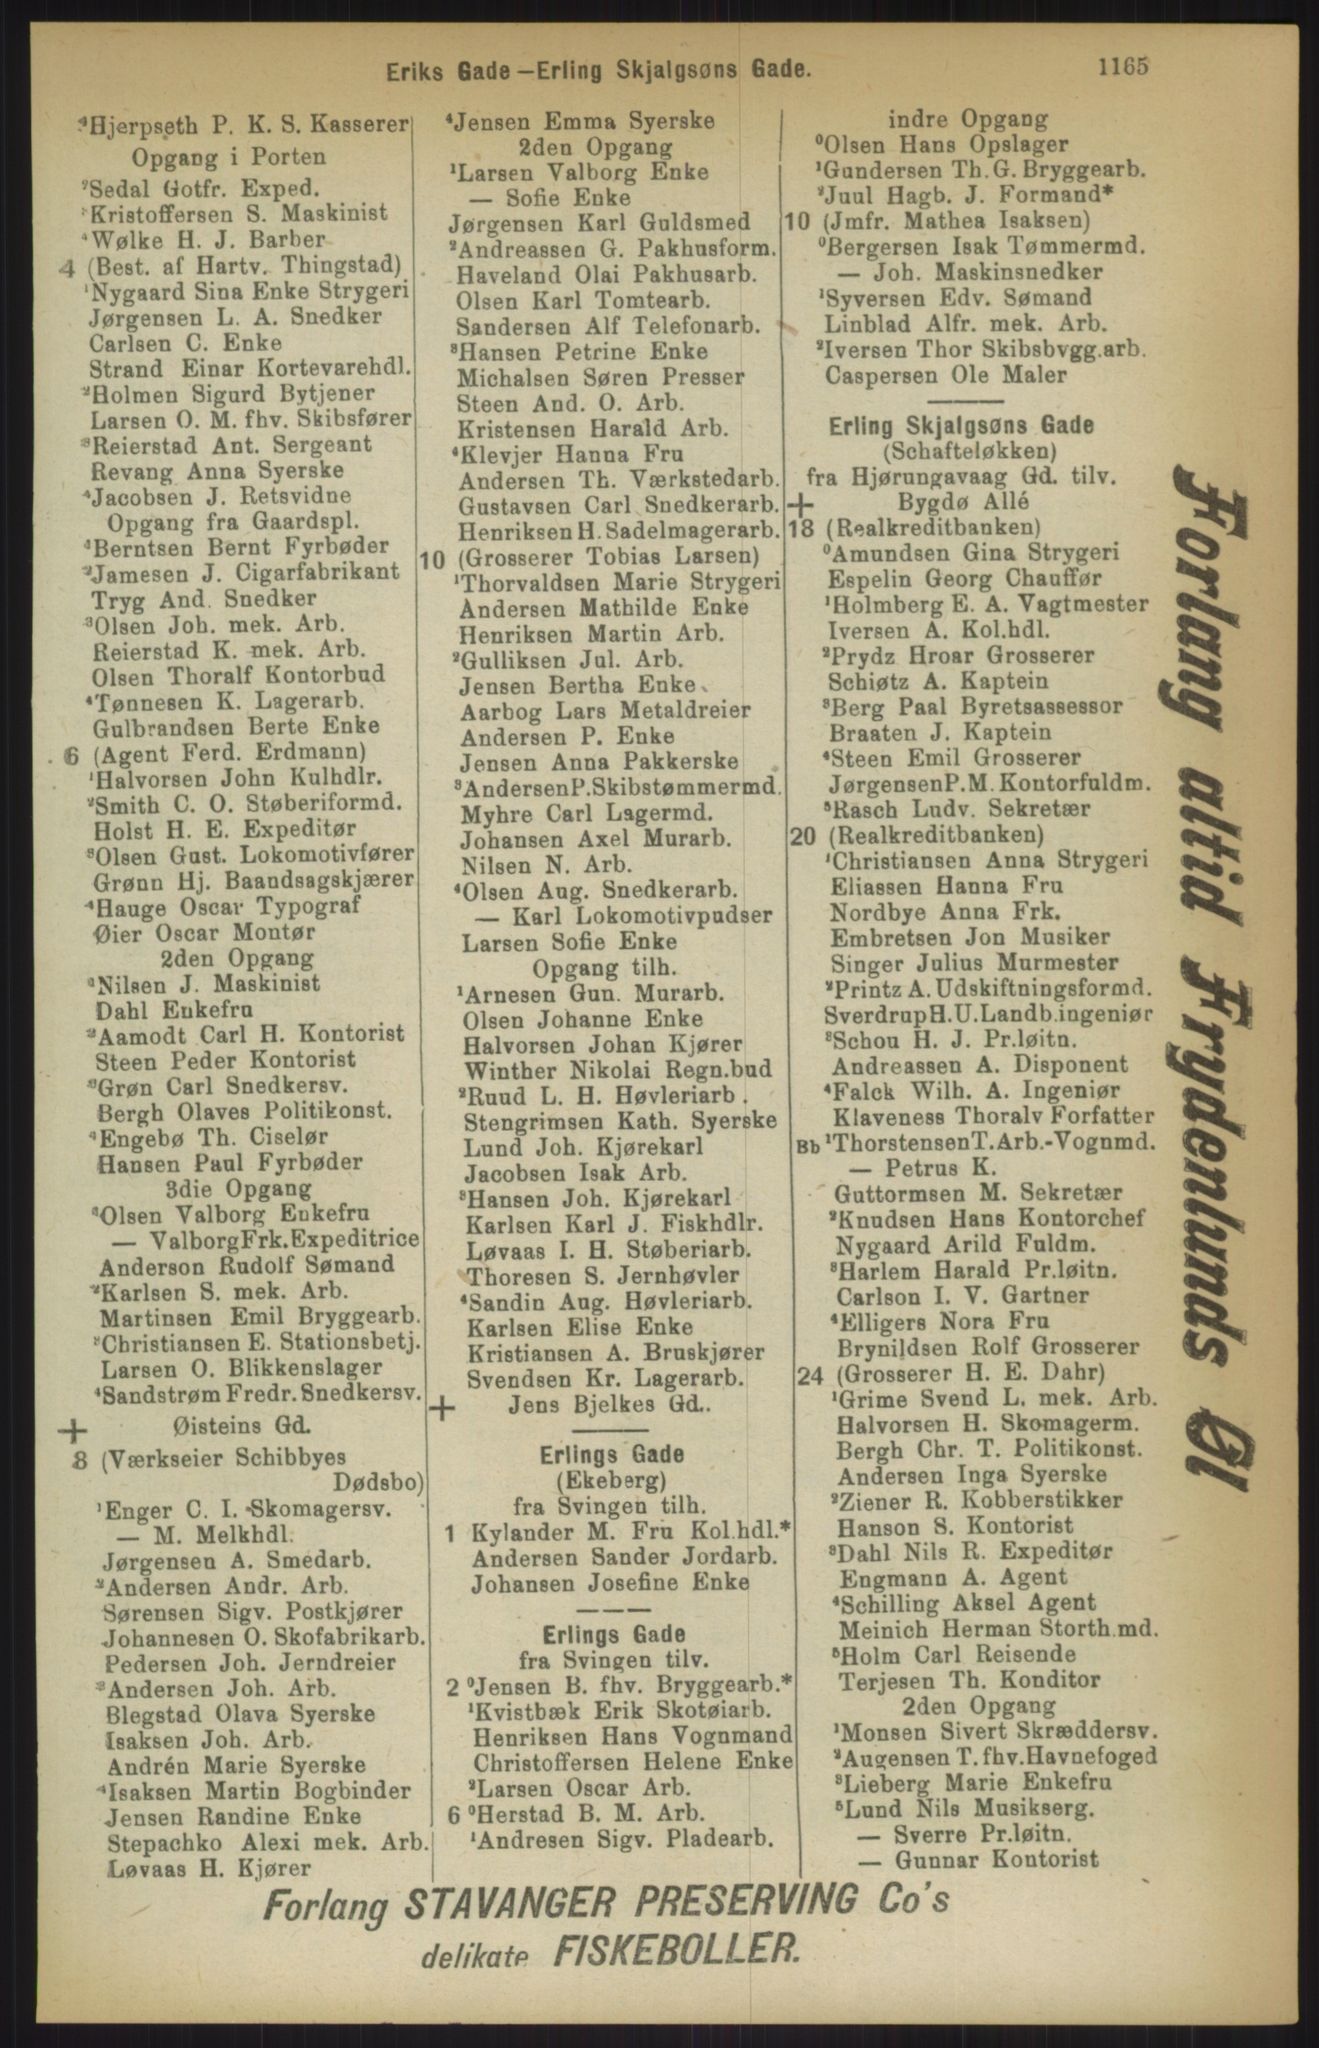 Eriks Gade—Erling Skjalgsøns Gade.
1165
⁴Hjerpseth P. K. S. Kasserer
Opgang i Porten
²Sedal Gotfr. Exped.
³Kristoffersen S. Maskinist
⁴Wølke H. J. Barber
4 (Best. af Hartv. Thingstad)
¹Nygaard Sina Enke Strygeri
Jørgensen L. A. Snedker
Carlsen C. Enke
Strand Einar Kortevarehdl.
²Holmen Sigurd Bytjener
Larsen O. M. fhv. Skibsfører
³Reierstad Ant. Sergeant
Revang Anna Syerske
⁴Jacobsen J. Retsvidne
Opgang fra Gaardspl.
¹Berntsen Bernt Fyrbøder
²Jamesen J. Cigarfabrikant
Tryg And. Snedker
³Olsen Joh. mek. Arb.
Reierstad K. mek. Arb.
Olsen Thoralf Kontorbud
⁴Tønnesen K. Lagerarb.
Gulbrandsen Berte Enke
6 (Agent Ferd. Erdmann)
¹Halvorsen John Kulhdlr.
²Smith C. O. Støberiformd.
Holst H. E. Expeditør
³Olsen Gust. Lokomotivfører
Grønn Hj. Baandsagskjærer
⁴Hauge Oscar Typograf
Øier Oscar Montør
2den Opgang
⁰Nilsen J. Maskinist
Dahl Enkefru
²Aamodt Carl H. Kontorist
Steen Peder Kontorist
³Grøn Carl Snedkersv.
Bergh Olaves Politikonst.
⁴Engebø Th. Ciselør
Hansen Paul Fyrbøder
3die Opgang
⁰Olsen Valborg Enkefru
— Valborg Frk. Expeditrice
Anderson Rudolf Sømand
²Karlsen S. mek. Arb.
Martinsen Emil Bryggearb.
³Christiansen E. Stationsbetj.
Larsen O. Blikkenslager
⁴Sandstrøm Fredr. Snedkersv.
+ Øisteins Gd.
8 (Værkseier Schibbyes
Dødsbo)
¹Enger C. I. Skomagersv.
— M. Melkhdl.
Jørgensen A. Smedarb.
²Andersen Andr. Arb.
Sørensen Sigv. Postkjører
Johannesen O. Skofabrikarb.
Pedersen Joh. Jerndreier
³Andersen Joh. Arb.
Blegstad Olava Syerske
Isaksen Joh. Arb.
Andrén Marie Syerske
⁴Isaksen Martin Bogbinder
Jensen Randine Enke
Stepachko Alexi mek. Arb.
Løvaas H. Kjører
⁴Jensen Emma Syerske
2den Opgang
¹Larsen Valborg Enke
— Sofie Enke
Jørgensen Karl Guldsmed
²Andreassen G. Pakhusform.
Haveland Olai Pakhusarb.
Olsen Karl Tomtearb.
Sandersen Alf Telefonarb.
³Hansen Petrine Enke
Michalsen Søren Presser
Steen And. O. Arb.
Kristensen Harald Arb.
⁴Klevjer Hanna Fru
Andersen Th. Værkstedarb.
Gustavsen Carl Snedkerarb.
Henriksen H. Sadelmagerarb.
10 (Grosserer Tobias Larsen)
¹Thorvaldsen Marie Strygeri
Andersen Mathilde Enke
Henriksen Martin Arb.
²Gulliksen Jul. Arb.
Jensen Bertha Enke
Aarbog Lars Metaldreier
Andersen P. Enke
Jensen Anna Pakkerske
³Andersen P. Skibstømmermd.
Myhre Carl Lagermd.
Johansen Axel Murarb.
Nilsen N. Arb.
⁴Olsen Aug. Snedkerarb.
— Karl Lokomotivpudser
Larsen Sofie Enke
Opgang tilh.
¹Arnesen Gun. Murarb.
Olsen Johanne Enke
Halvorsen Johan Kjører
Winther Nikolai Regn.bud
²Ruud L. H. Høvleriarb.
Stengrimsen Kath. Syerske
Lund Joh. Kjørekarl
Jacobsen Isak Arb.
³Hansen Joh. Kjørekarl
Karlsen Karl J. Fiskhdlr.
Løvaas I. H. Støberiarb.
Thoresen S. Jernhøvler
⁴Sandin Aug. Høvleriarb.
Karlsen Elise Enke
Kristiansen A. Bruskjører
Svendsen Kr. Lagerarb.
+ Jens Bjelkes Gd.
Erlings Gade
(Ekeberg)
fra Svingen tilh.
1 Kylander M. Fru Kol.hdl.*
Andersen Sander Jordarb.
Johansen Josefine Enke
Erlings Gade
fra Svingen tilv.
2 ⁰Jensen B. fhv. Bryggearb.*
¹Kvistbæk Erik Skotøiarb.
Henriksen Hans Vognmand
Christoffersen Helene Enke
²Larsen Oscar Arb.
6 ⁰Herstad B. M. Arb.
¹Andresen Sigv. Pladearb.
indre Opgang
⁰Olsen Hans Opslager
¹Gundersen Th. G. Bryggearb.
²Juul Hagb. J. Formand*
10 (Jmfr. Mathea Isaksen)
⁰Bergersen Isak Tømmermd.
— Joh. Maskinsnedker
¹Syversen Edv. Sømand
Linblad Alfr. mek. Arb.
²Iversen Thor Skibsbygg.arb.
Caspersen Ole Maler
Erling Skjalgsøns Gade
(Schafteløkken)
fra Hjørungavaag Gd. tilv.
+ Bygdø Allé
18 (Realkreditbanken)
⁰Amundsen Gina Strygeri
Espelin Georg Chauffør
¹Holmberg E. A. Vagtmester
Iversen A. Kol.hdl.
²Prydz Hroar Grosserer
Schiøtz A. Kaptein
³Berg Paal Byretsassessor
Braaten J. Kaptein
⁴Steen Emil Grosserer
Jørgensen P. M. Kontorfuldm.
⁵Rasch Ludv. Sekretær
20 (Realkreditbanken)
¹Christiansen Anna Strygeri
Eliassen Hanna Fru
Nordbye Anna Frk.
Embretsen Jon Musiker
Singer Julius Murmester
²Printz A. Udskiftningsformd.
Sverdrup H. U. Landb.ingeniør
³Schou H. J. Pr.løitn.
Andreassen A. Disponent
⁴Falck Wilh. A. Ingeniør
Klaveness Thoralv Forfatter
Bb ¹Thorstensen T. Arb.-Vognmd.
— Petrus K.
Guttormsen M. Sekretær
²Knudsen Hans Kontorchef
Nygaard Arild Fuldm.
³Harlem Harald Pr.løitn.
Carlson I. V. Gartner
⁴Elligers Nora Fru
Brynildsen Rolf Grosserer
24 (Grosserer H. E. Dahr)
¹Grime Svend L. mek. Arb.
Halvorsen H. Skomagerm.
Bergh Chr. T. Politikonst.
Andersen Inga Syerske
²Ziener R. Kobberstikker
Hanson S. Kontorist
³Dahl Nils R. Expeditør
Engmann A. Agent
⁴Schilling Aksel Agent
Meinich Herman Storth.md.
⁵Holm Carl Reisende
Terjesen Th. Konditor
2den Opgang
¹Monsen Sivert Skræddersv.
²Augensen T. fhv. Havnefoged
³Lieberg Marie Enkefru
⁵Lund Nils Musikserg.
— Sverre Pr.løitn.
— Gunnar Kontorist
Forlang altid Frydenlunds Øl
Forlang STAVANGER PRESERVING Co's
delikate FISKEBOLLER.